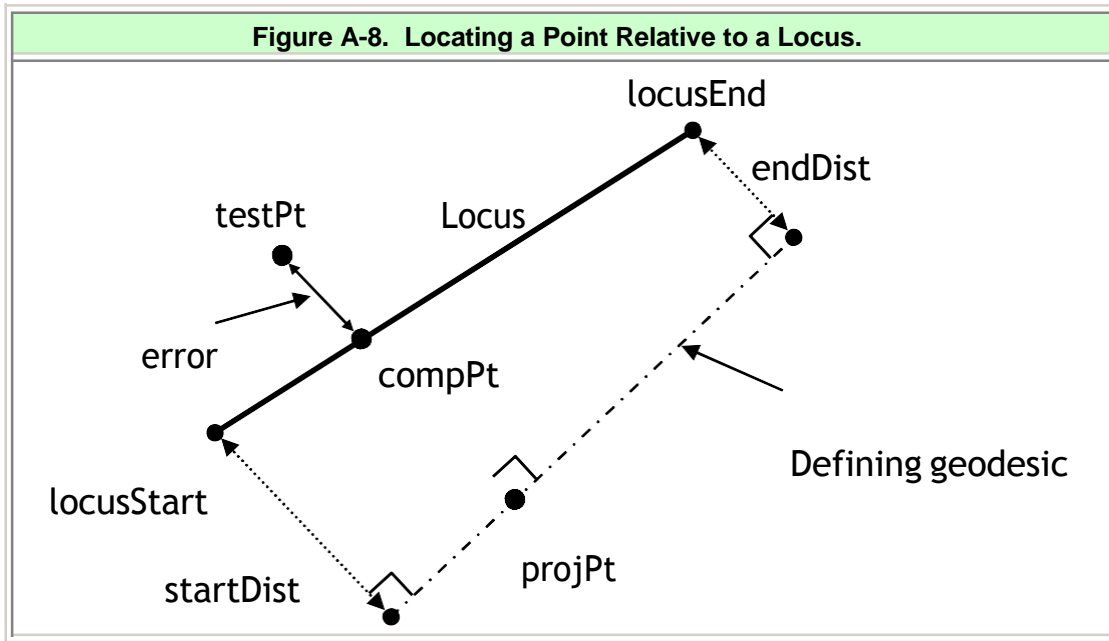 Figure A-8. Locating a Point Relative to a Locus.
locusEnd
endDist
testPt
Locus
error
compPt
locusStart
Defining geodesic
projPt
startDist